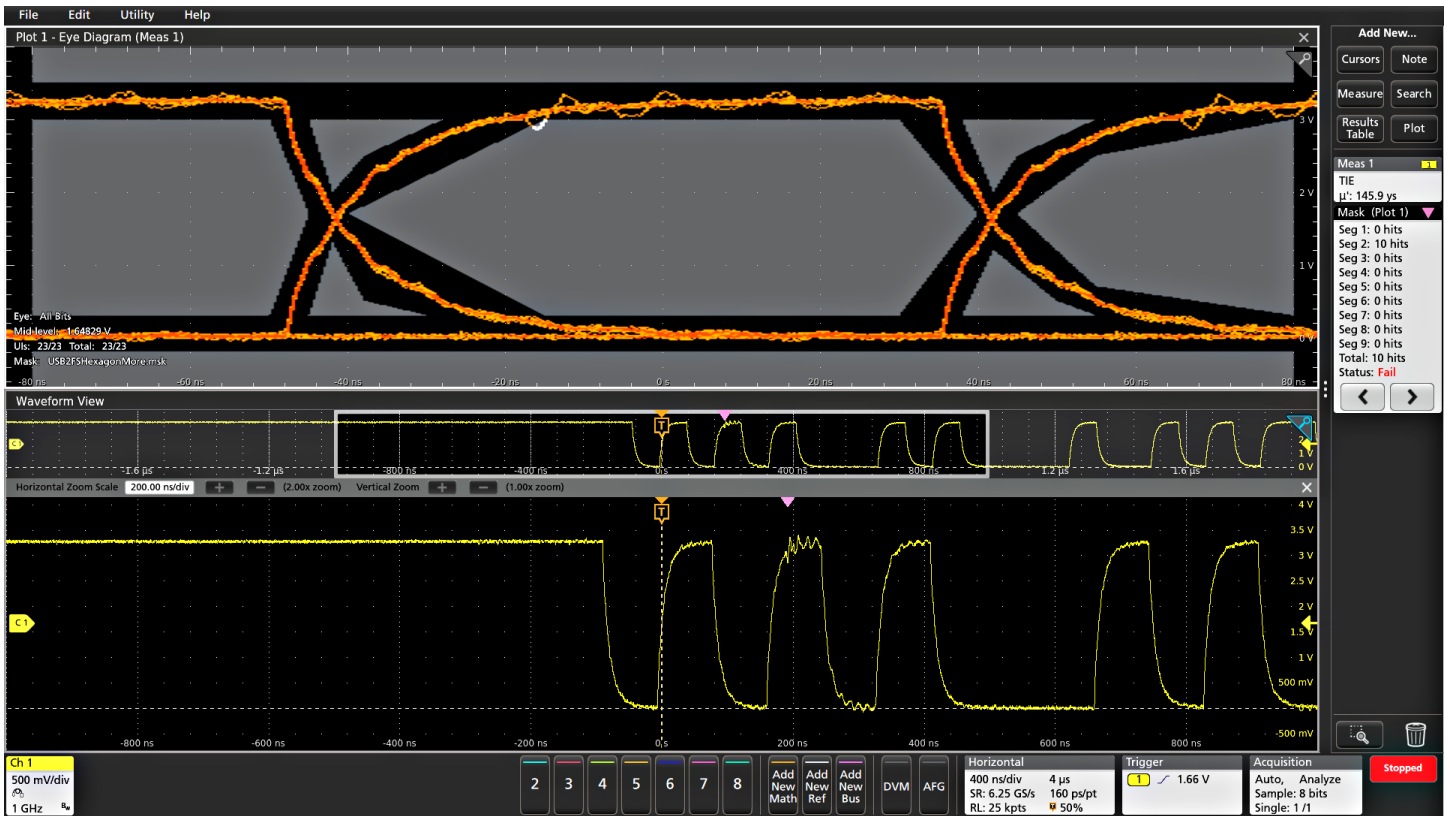 File Edit Utility Help
Plot 1 - Eye Diagram (Meas 1)
3 V
2 V
1 V
0 V
Eye: All Bits
Mid-level: 1.64829 V
UIs: 23/23 Total: 23/23
Mask: USB2FSHexagonMore.msk
-80 ns -60 ns -40 ns -20 ns 0 s 20 ns 40 ns 60 ns 80 ns
Waveform View
C 1
T
2
1 V
0 V
-1.6 µs -1.2 µs -800 ns -400 ns 0 s 400 ns 800 ns 1.2 µs 1.6 µs
Horizontal Zoom Scale 200.00 ns/div + - (2.00x zoom) Vertical Zoom + - (1.00x zoom)
T
4 V
3.5 V
3 V
2.5 V
2 V
C 1
1.5 V
1 V
500 mV
0 V
-500 mV
-800 ns -600 ns -400 ns -200 ns 0 s 200 ns 400 ns 600 ns 800 ns
Add New...
Cursors Note
Measure Search
Results Table Plot
Meas 1 1
TIE
µ': 145.9 ys
Mask (Plot 1)
Seg 1: 0 hits
Seg 2: 10 hits
Seg 3: 0 hits
Seg 4: 0 hits
Seg 5: 0 hits
Seg 6: 0 hits
Seg 7: 0 hits
Seg 8: 0 hits
Seg 9: 0 hits
Total: 10 hits
Status: Fail
Ch 1
500 mV/div
1 GHz Bw
2 3 4 5 6 7 8
Add New Math
Add New Ref
Add New Bus
DVM AFG
Horizontal
400 ns/div 4 µs
SR: 6.25 GS/s 160 ps/pt
RL: 25 kpts 50%
Trigger
1 1.66 V
Acquisition
Auto, Analyze
Sample: 8 bits
Single: 1 /1
Stopped